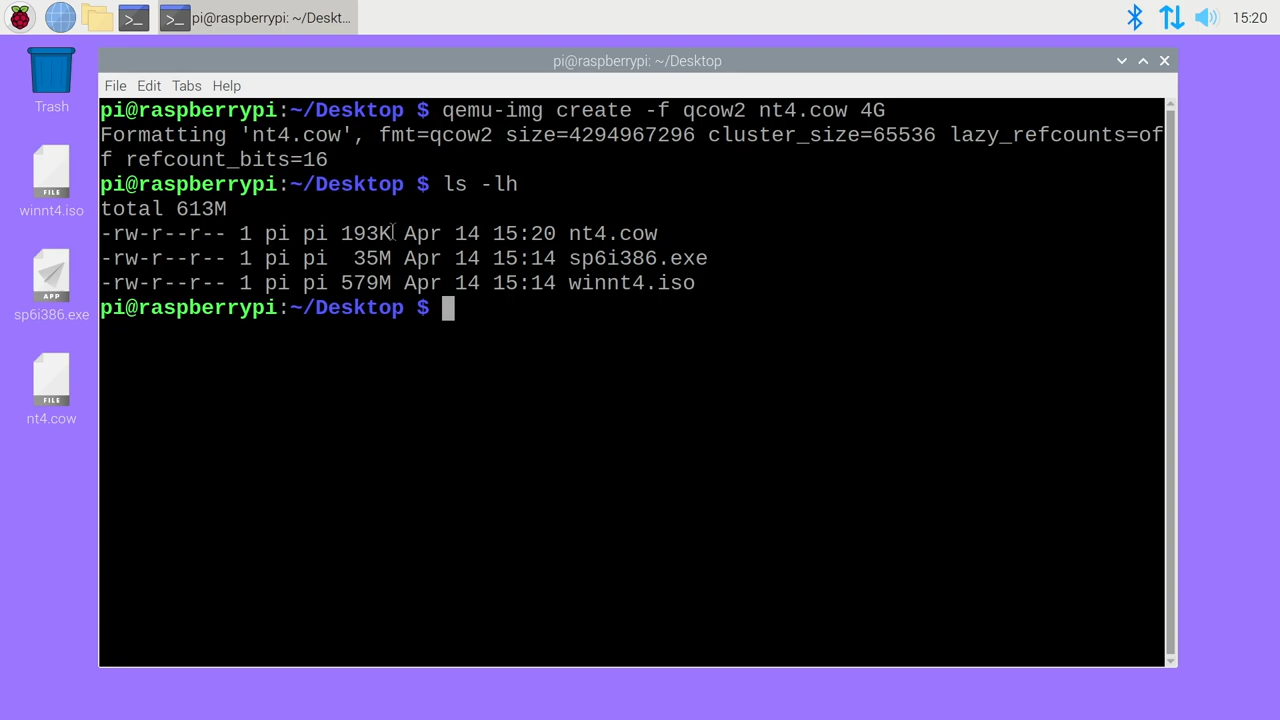 pi@raspberrypi: ~/Deskt...
15:20
pi@raspberrypi: ~/Desktop
File Edit Tabs Help
pi@raspberrypi:~/Desktop $ qemu-img create -f qcow2 nt4.cow 4G
Formatting 'nt4.cow', fmt=qcow2 size=4294967296 cluster_size=65536 lazy_refcounts=of
f refcount_bits=16
pi@raspberrypi:~/Desktop $ ls -lh
total 613M
-rw-r--r-- 1 pi pi 193K Apr 14 15:20 nt4.cow
-rw-r--r-- 1 pi pi  35M Apr 14 15:14 sp6i386.exe
-rw-r--r-- 1 pi pi 579M Apr 14 15:14 winnt4.iso
pi@raspberrypi:~/Desktop $
Trash
FILE
winnt4.iso
APP
sp6i386.exe
FILE
nt4.cow